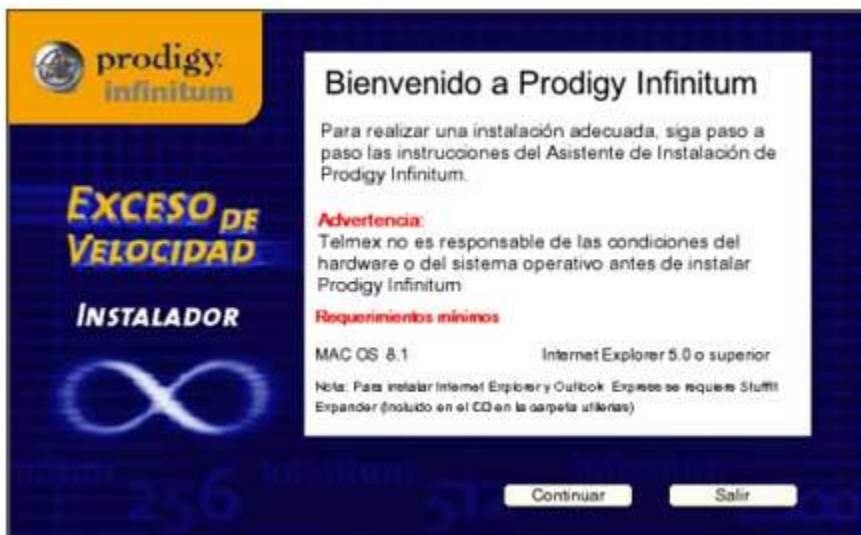 prodigy
infinitum
EXCESO DE
VELOCIDAD
INSTALADOR
Bienvenido a Prodigy Infinitum
Para realizar una instalación adecuada, siga paso a
paso las instrucciones del Asistente de Instalación de
Prodigy Infinitum.
Advertencia:
Telmex no es responsable de las condiciones del
hardware o del sistema operativo antes de instalar
Prodigy Infinitum
Requerimientos mínimos
MAC OS 8.1 Internet Explorer 5.0 o superior
Nota: Para instalar Internet Explorer y Outlook Express se requiere StuffIt
Expander (Incluido en el CD en la carpeta utilerias)
256
Continuar Salir